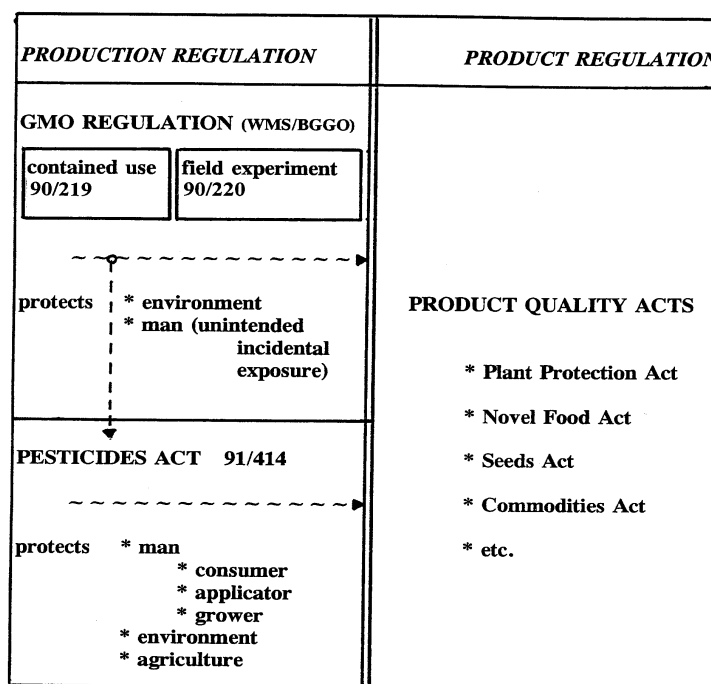 PRODUCTION REGULATION
PRODUCT REGULATION
GMO REGULATION (WMS/BGGO)
contained use
90/219
field experiment
90/220
protects * environment
* man (unintended
incidental
exposure)
PESTICIDES ACT 91/414
protects * man
* consumer
* applicator
* grower
* environment
* agriculture
PRODUCT QUALITY ACTS
* Plant Protection Act
* Novel Food Act
* Seeds Act
* Commodities Act
* etc.